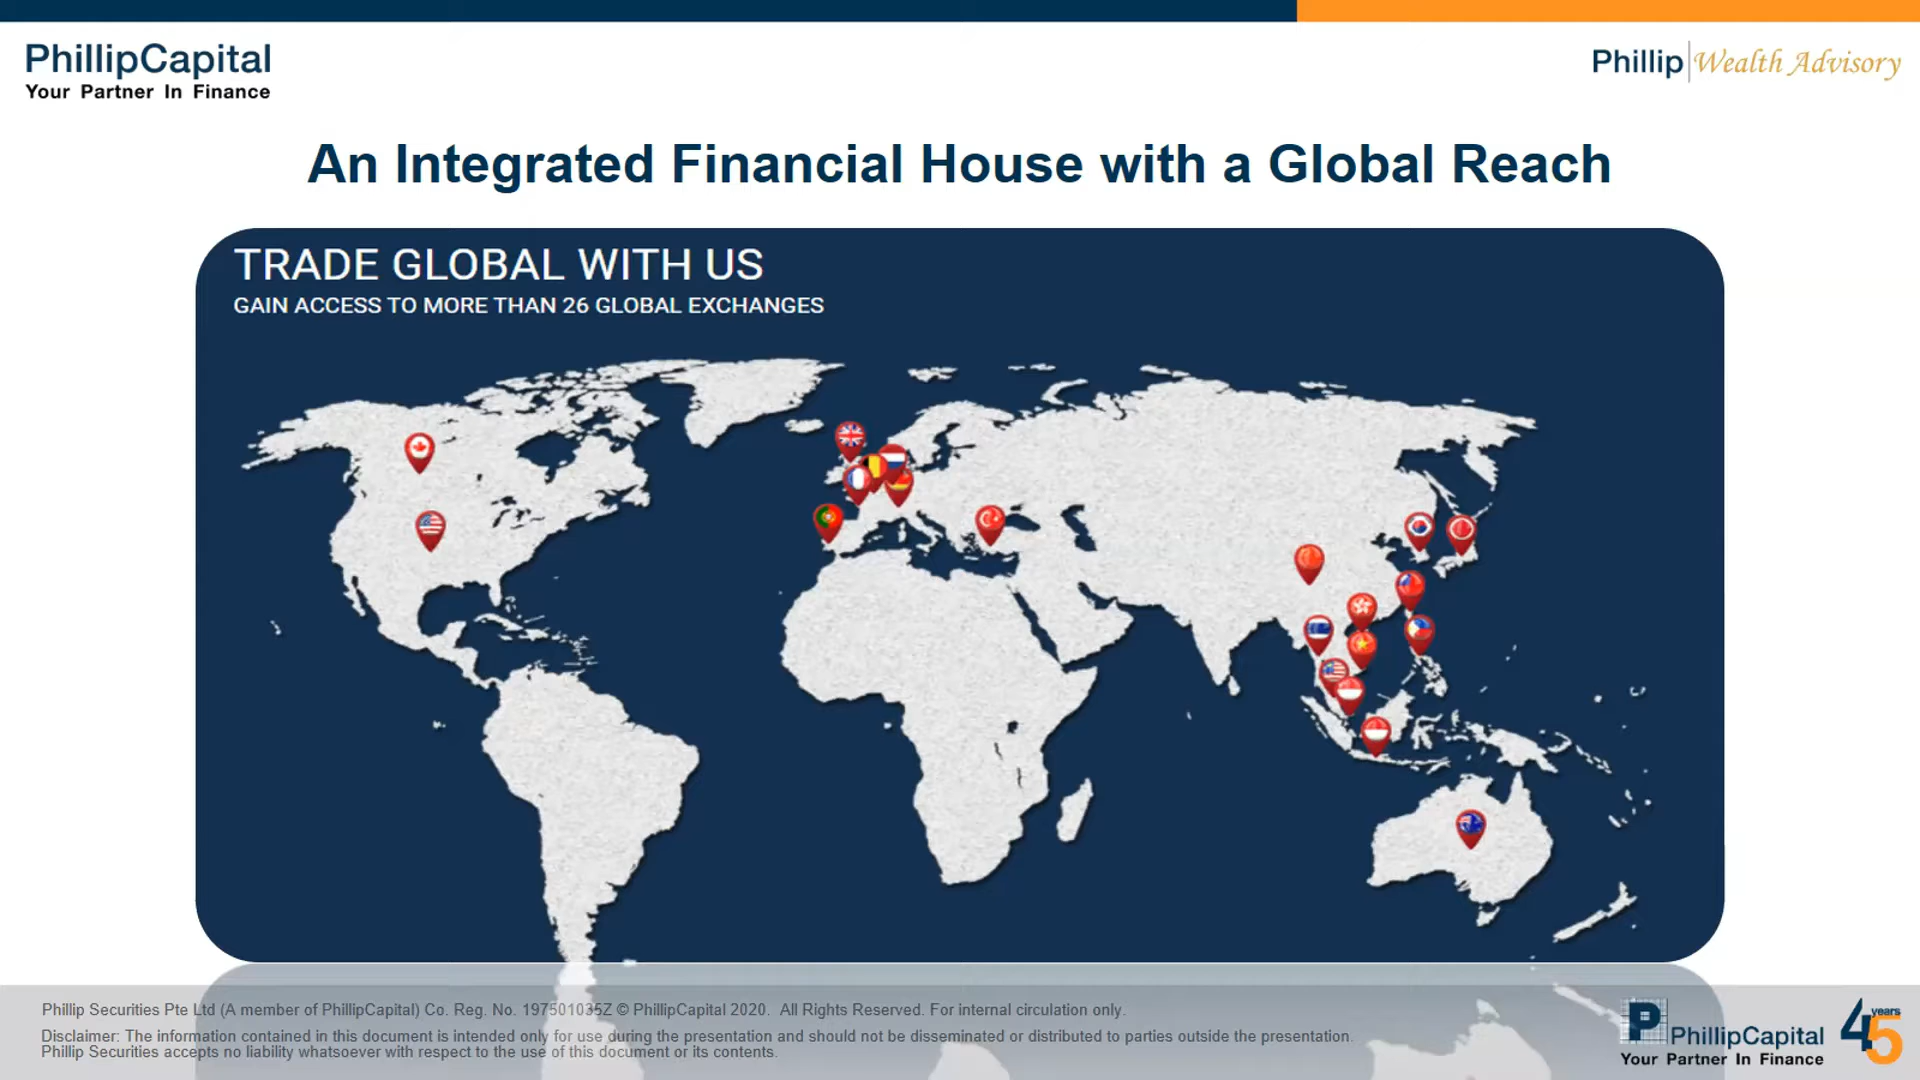 PhillipCapital
Your Partner In Finance
Phillip Wealth Advisory
An Integrated Financial House with a Global Reach
TRADE GLOBAL WITH US
GAIN ACCESS TO MORE THAN 26 GLOBAL EXCHANGES
Phillip Securities Pte Ltd (A member of PhillipCapital) Co. Reg. No. 197501035Z © PhillipCapital 2020. All Rights Reserved. For internal circulation only.
Disclaimer: The information contained in this document is intended only for use during the presentation and should not be disseminated or distributed to parties outside the presentation.
Phillip Securities accepts no liability whatsoever with respect to the use of this document or its contents.
P PhillipCapital
Your Partner In Finance
45 years